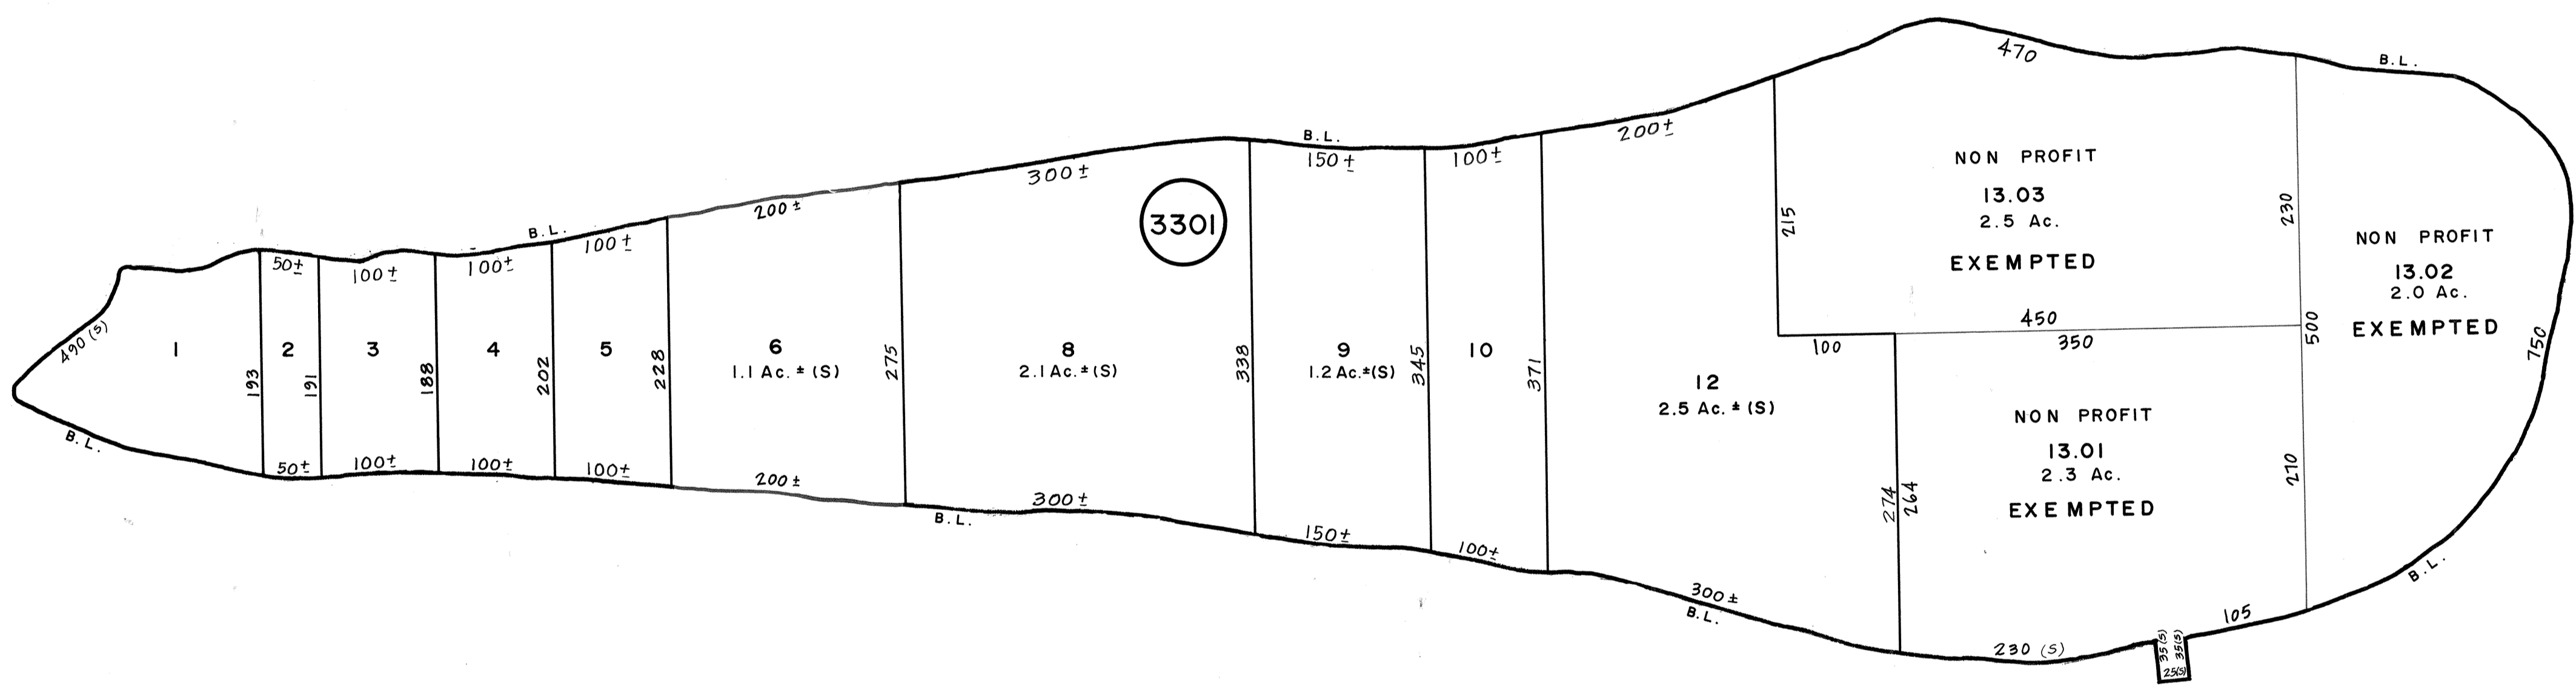 490 (S)
B.L.
1
193
50±
2
191
50±
100±
3
188
100±
100±
4
202
100±
B.L.
100±
5
228
100±
200±
6
1.1 Ac. ± (S)
275
200±
300±
3301
8
2.1 Ac. ± (S)
338
300±
B.L.
B.L.
150±
9
1.2 Ac. ± (S)
345
150±
100±
10
371
100±
200±
12
2.5 Ac. ± (S)
274
300±
B.L.
470
215
NON PROFIT
13.03
2.5 Ac.
EXEMPTED
230
450
100
350
264
NON PROFIT
13.01
2.3 Ac.
EXEMPTED
270
230 (S)
35(S)
35(S)
25(S)
105
B.L.
NON PROFIT
13.02
2.0 Ac.
EXEMPTED
500
750
B.L.